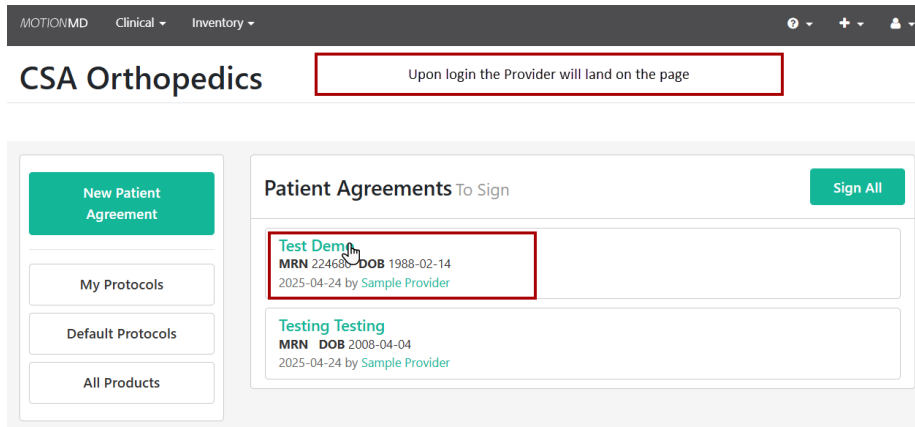 MOTIONMD Clinical Inventory
CSA Orthopedics
Upon login the Provider will land on the page
New Patient
Agreement
My Protocols
Default Protocols
All Products
Patient Agreements To Sign
Sign All
Test Demo
MRN 224680 DOB 1988-02-14
2025-04-24 by Sample Provider
Testing Testing
MRN DOB 2008-04-04
2025-04-24 by Sample Provider